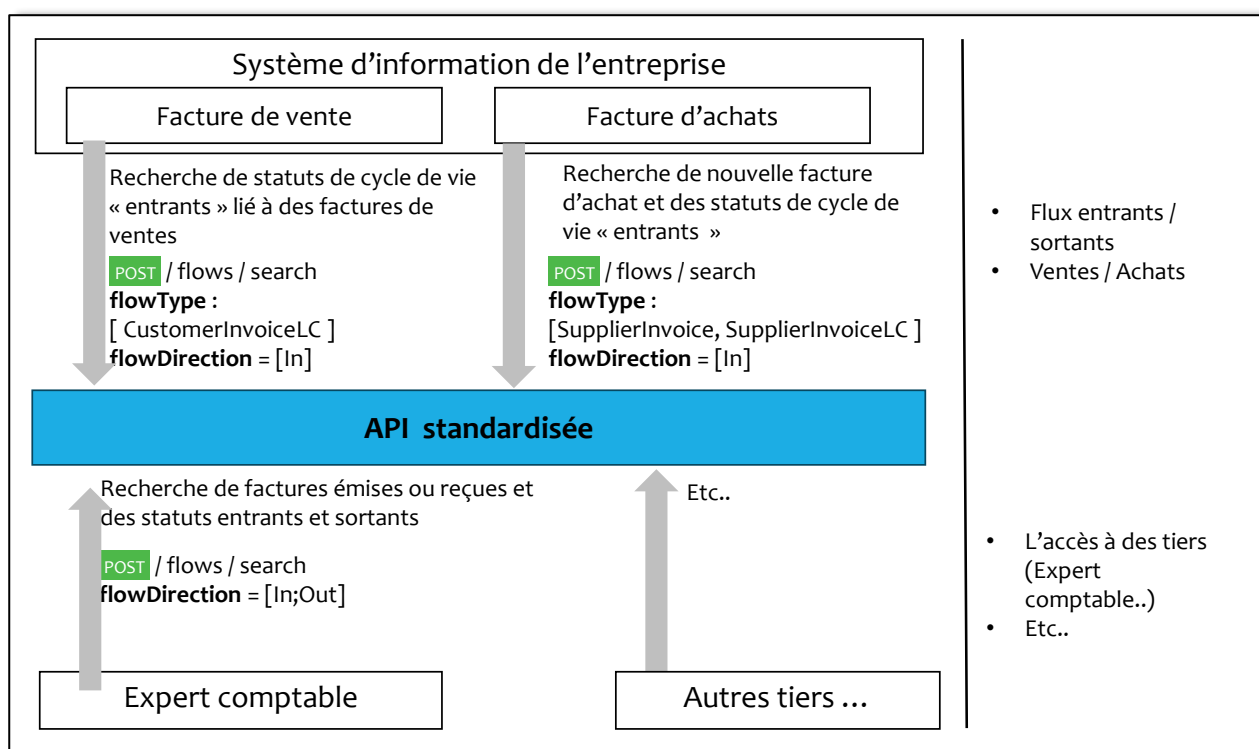 Système d’information de l’entreprise
Facture de vente
Facture d’achats
Recherche de statuts de cycle de vie
« entrants » lié à des factures de
ventes
POST / flows / search
flowType :
[ CustomerInvoiceLC ]
flowDirection = [In]
Recherche de nouvelle facture
d’achat et des statuts de cycle de
vie « entrants  »
POST / flows / search
flowType :
[SupplierInvoice, SupplierInvoiceLC ]
flowDirection = [In]
API standardisée
Recherche de factures émises ou reçues et
des statuts entrants et sortants
POST / flows / search
flowDirection = [In;Out]
Etc..
Expert comptable
Autres tiers …
• Flux entrants /
sortants
• Ventes / Achats
• L’accès à des tiers
(Expert
comptable..)
• Etc..